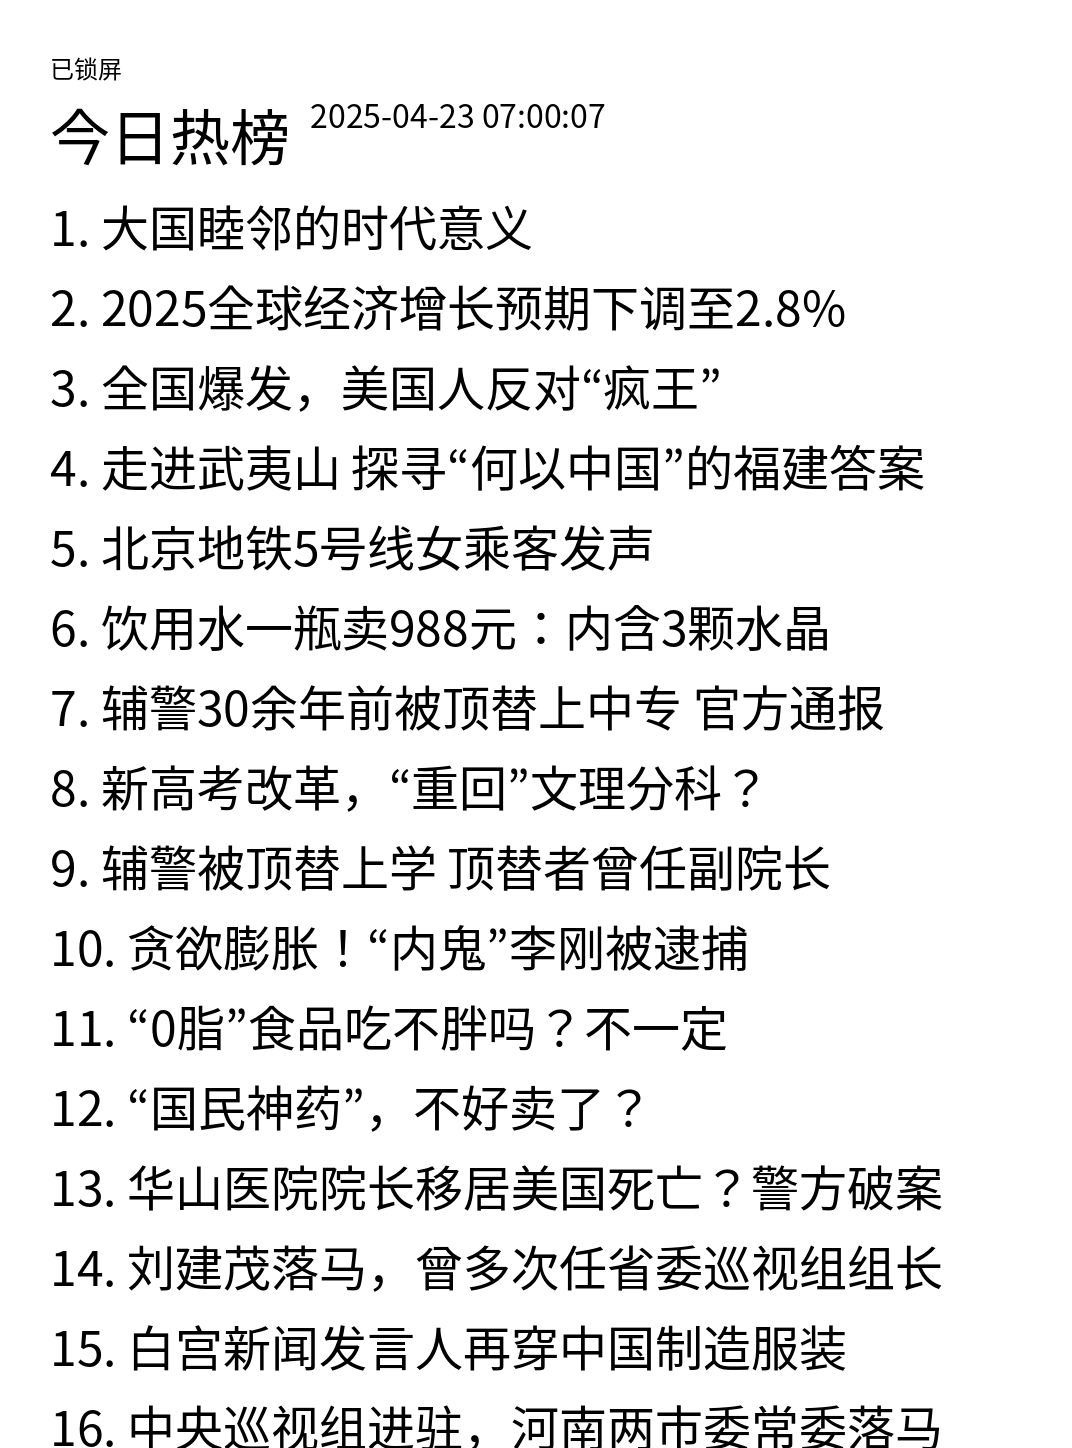 已锁屏
今日热榜 2025-04-23 07:00:07
1. 大国睦邻的时代意义
2. 2025全球经济增长预期下调至2.8%
3. 全国爆发，美国人反对“疯王”
4. 走进武夷山 探寻“何以中国”的福建答案
5. 北京地铁5号线女乘客发声
6. 饮用水一瓶卖988元：内含3颗水晶
7. 辅警30余年前被顶替上中专 官方通报
8. 新高考改革，“重回”文理分科？
9. 辅警被顶替上学 顶替者曾任副院长
10. 贪欲膨胀！“内鬼”李刚被逮捕
11. “0脂”食品吃不胖吗？不一定
12. “国民神药”，不好卖了？
13. 华山医院院长移居美国死亡？警方破案
14. 刘建茂落马，曾多次任省委巡视组组长
15. 白宫新闻发言人再穿中国制造服装
16. 中央巡视组进驻，河南两市委常委落马